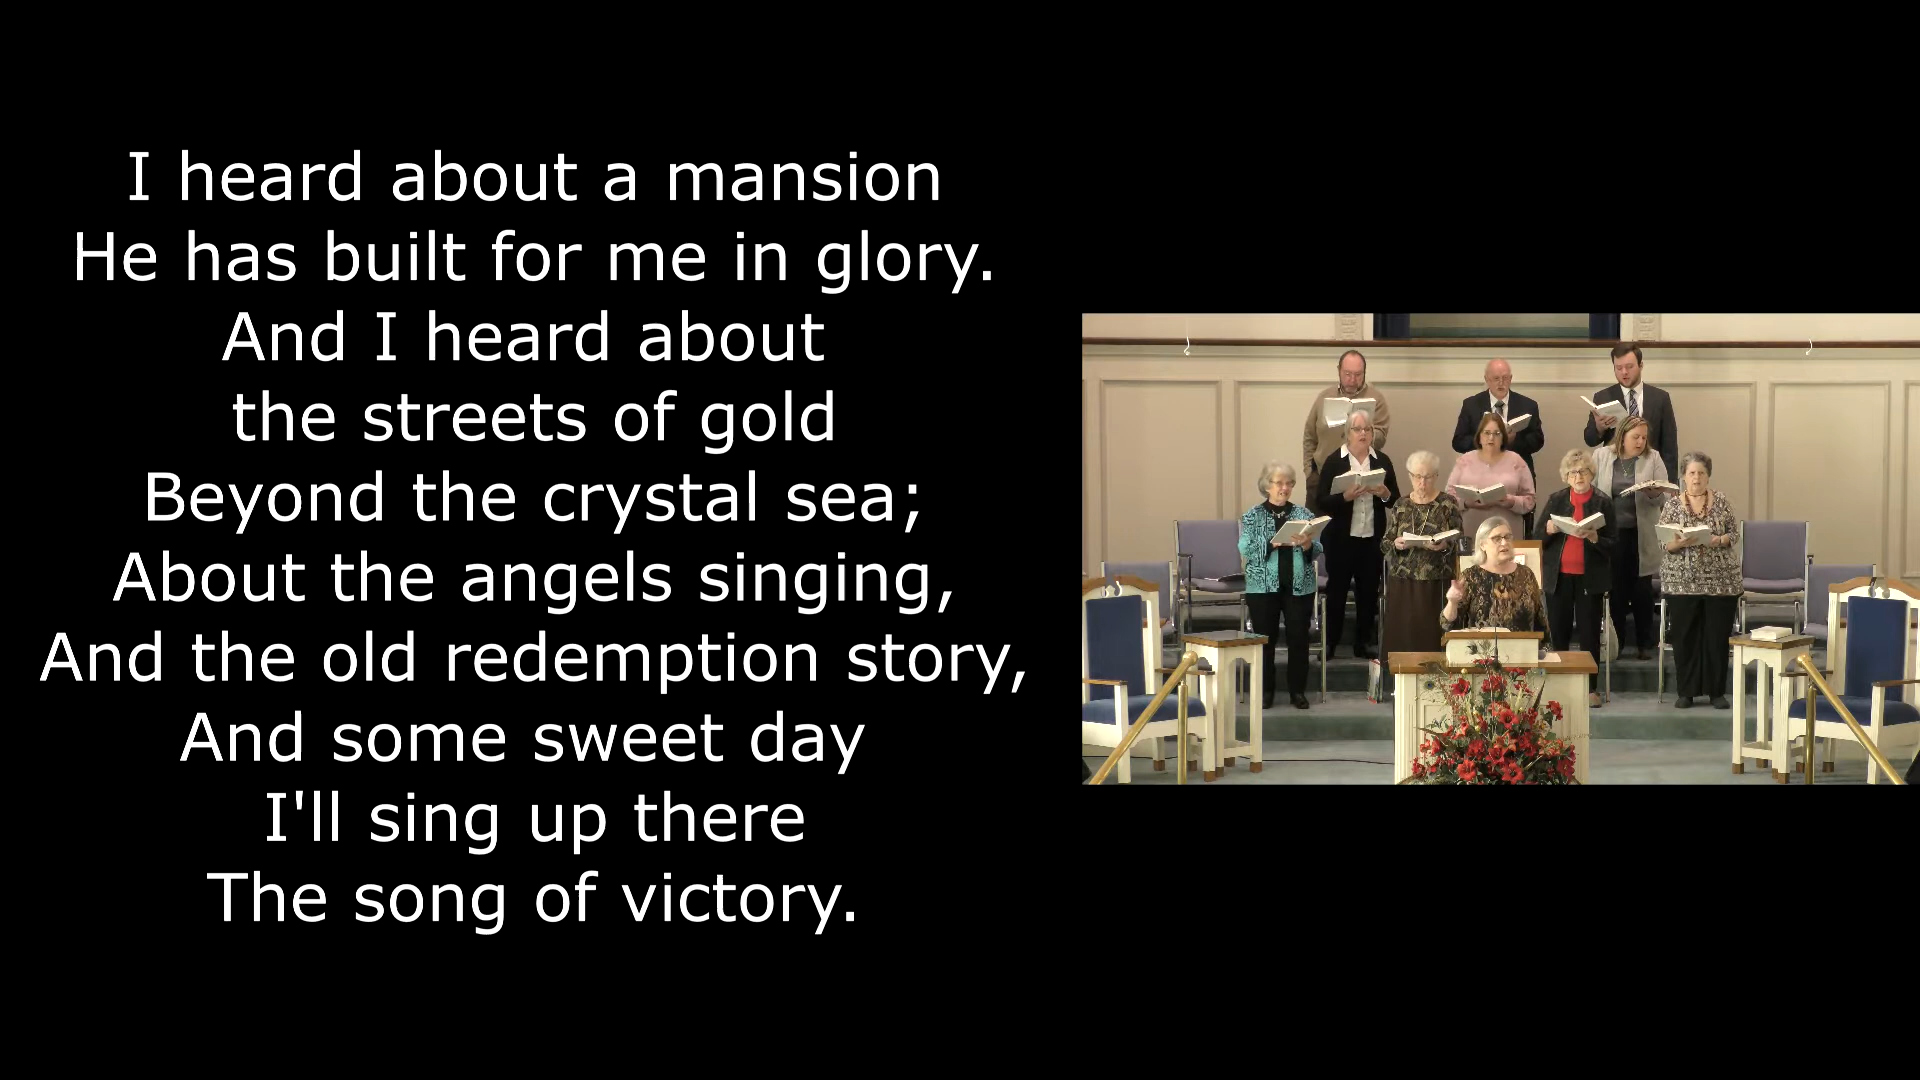 I heard about a mansion
He has built for me in glory.
And I heard about
the streets of gold
Beyond the crystal sea;
About the angels singing,
And the old redemption story,
And some sweet day
I'll sing up there
The song of victory.